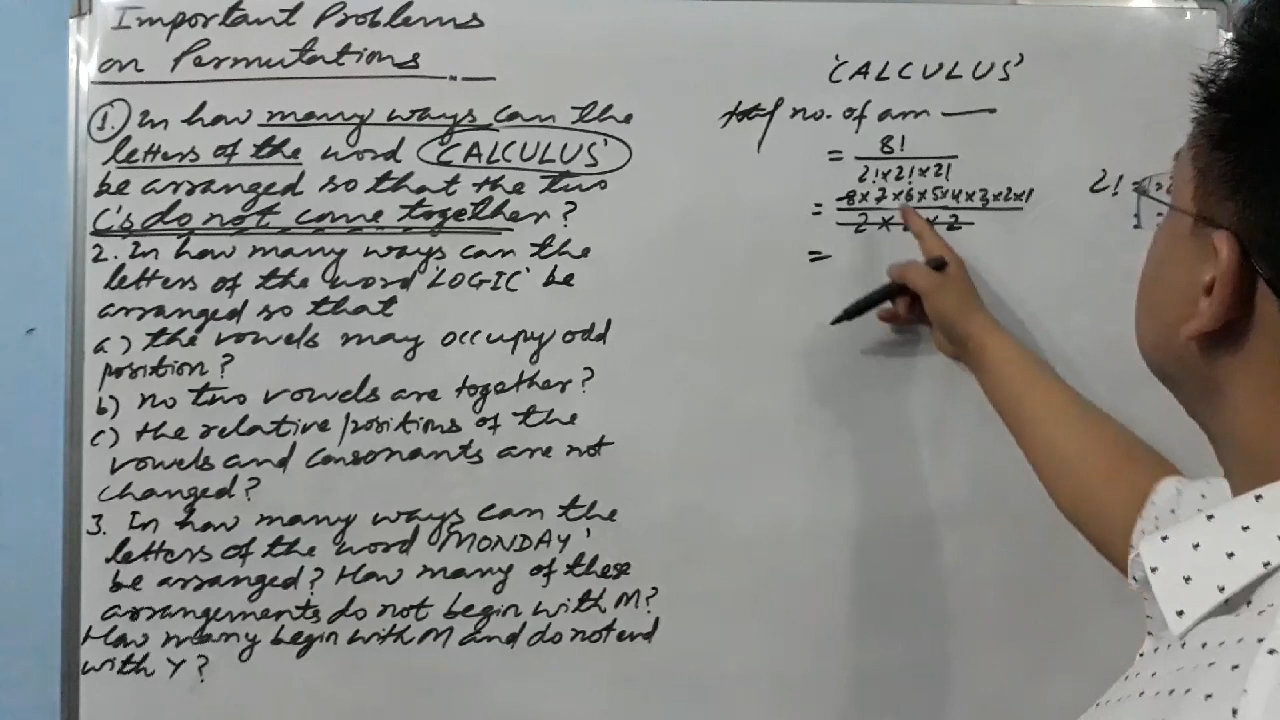 Important Problems
on Permutations
1. In how many ways can the
letters of the word 'CALCULUS'
be arranged so that the two
C's do not come together?
2. In how many ways can the
letters of the word 'LOGIC' be
arranged so that
a) the vowels may occupy odd
position?
b) no two vowels are together?
c) the relative positions of the
vowels and consonants are not
changed?
3. In how many ways can the
letters of the word 'MONDAY'
be arranged? How many of these
arrangements do not begin with M?
How many begin with M and do not end
with Y?
'CALCULUS'
total no. of arr
= 8!
2! × 2! × 2!
= 8 × 7 × 6 × 5 × 4 × 3 × 2 × 1
2 × × 2
=
2! =